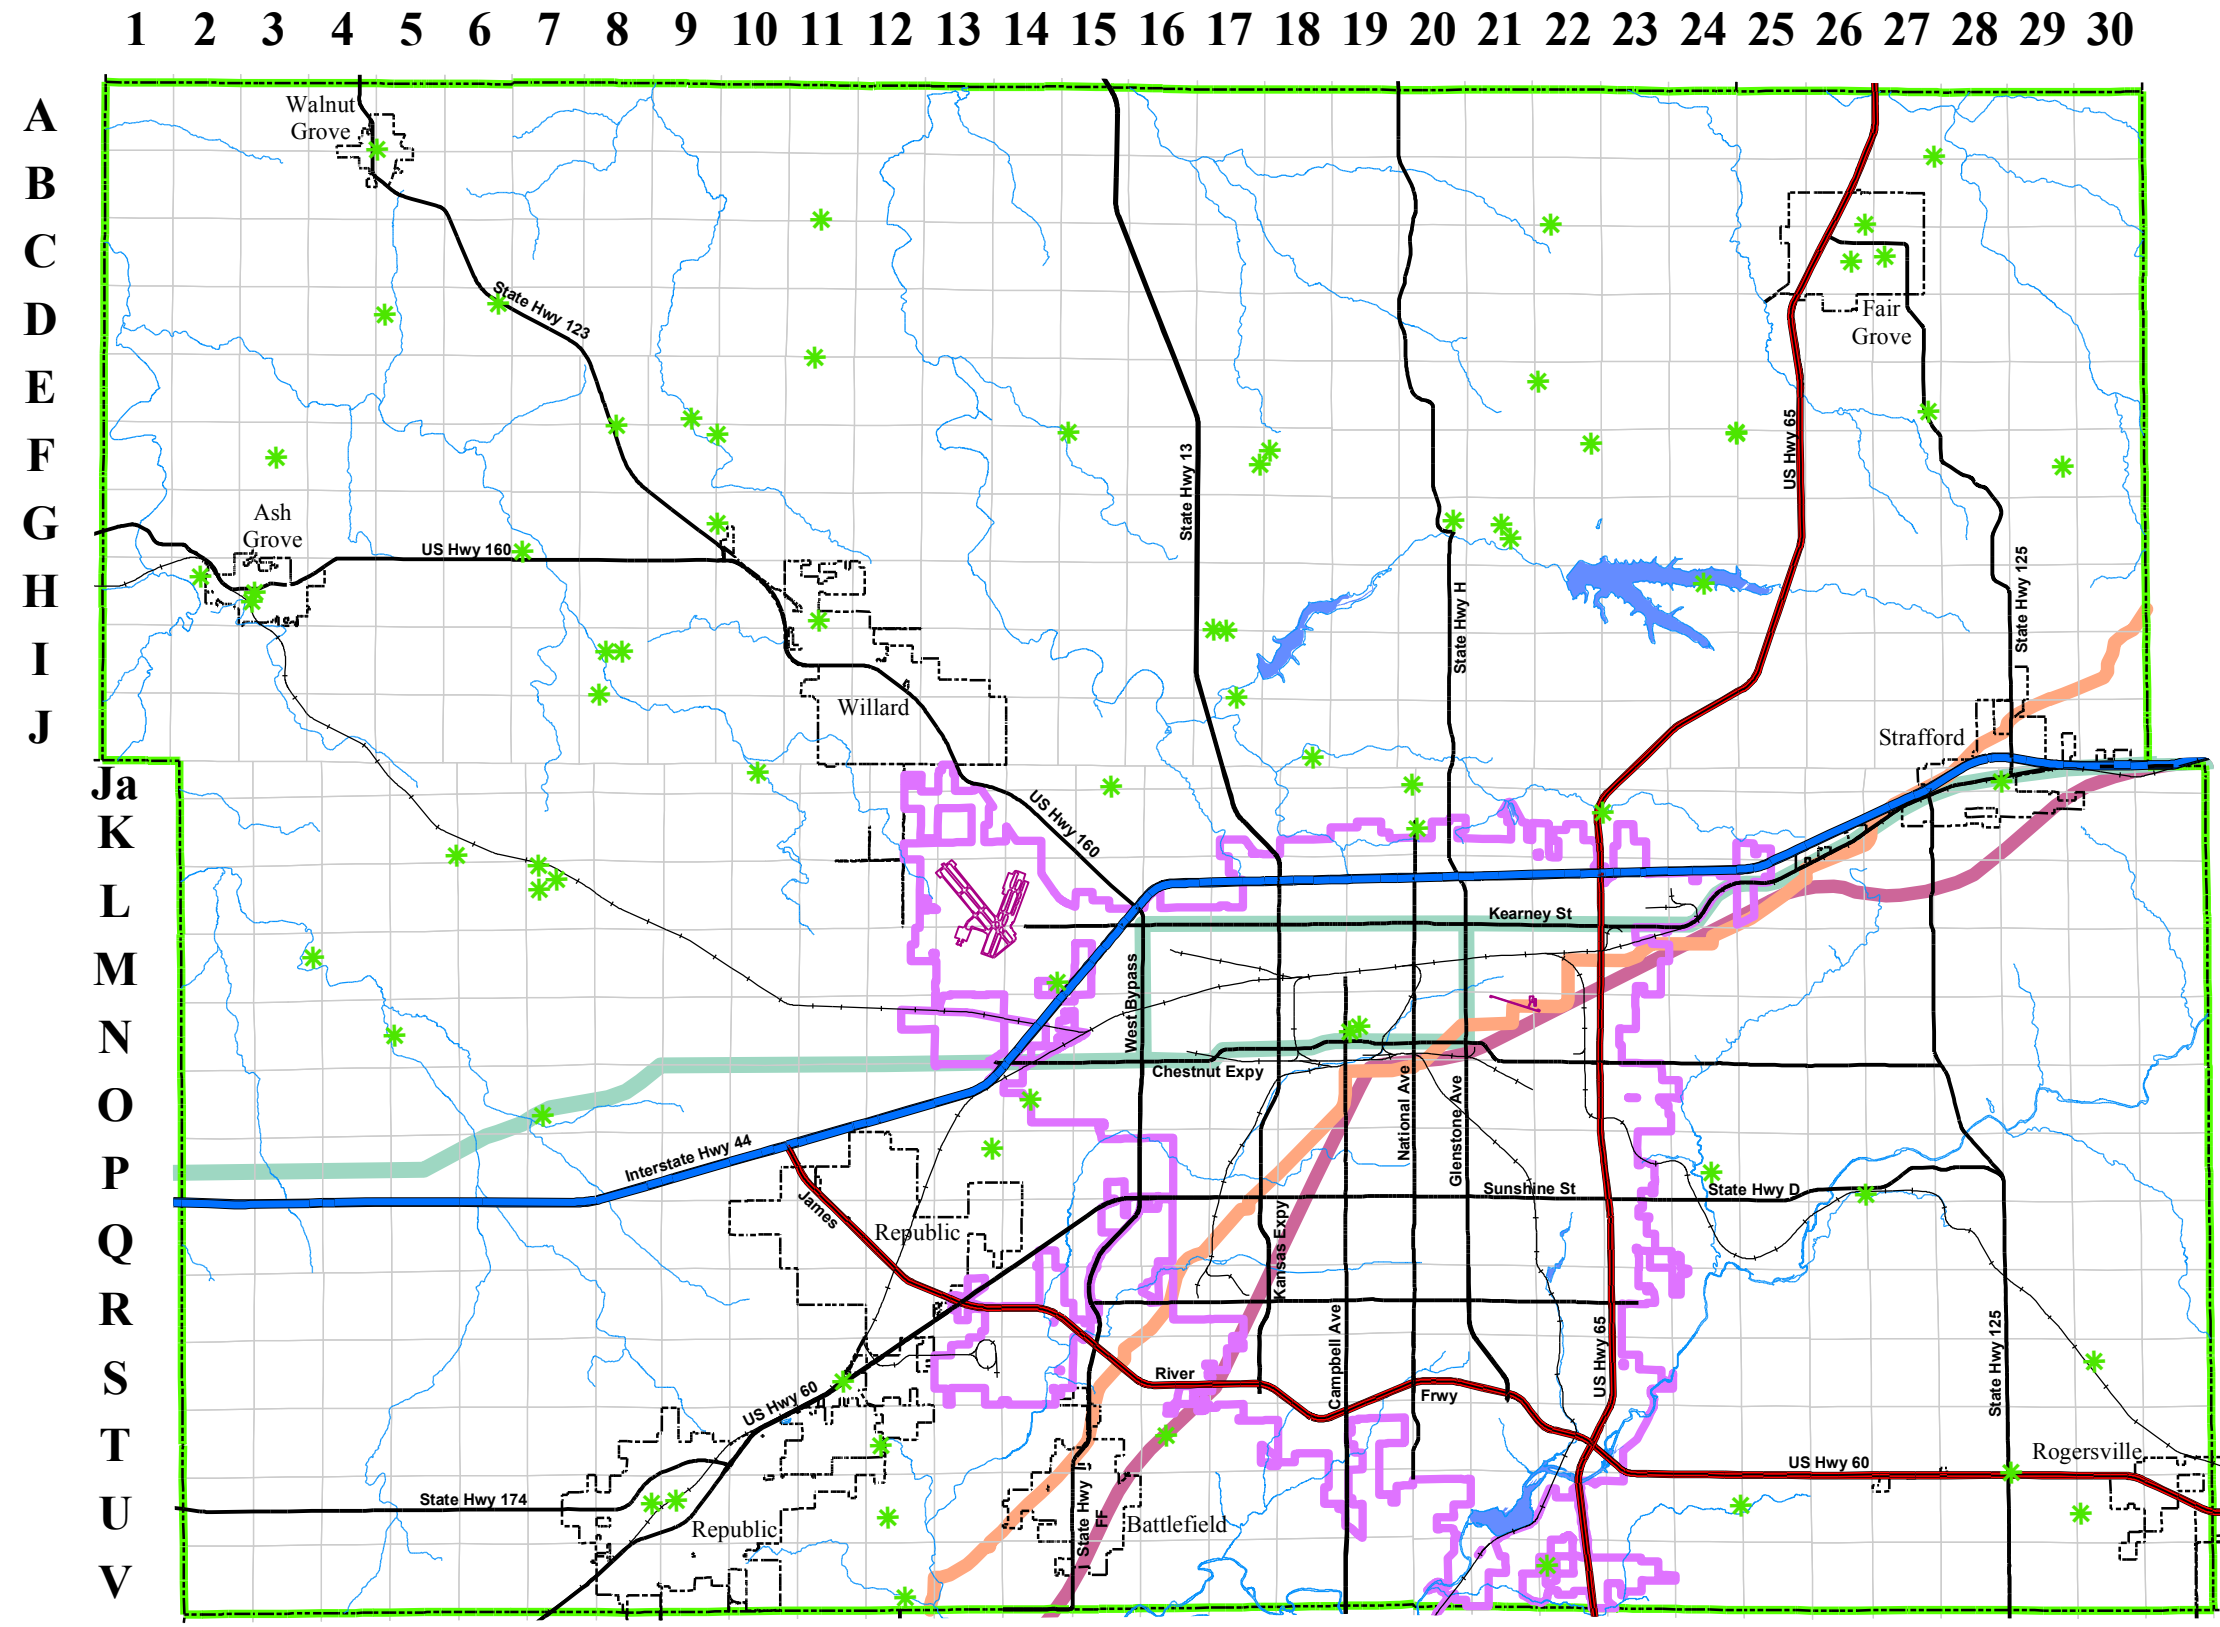 1 2 3 4 5 6 7 8 9 10 11 12 13 14 15 16 17 18 19 20 21 22 23 24 25 26 27 28 29 30
A
Walnut
Grove
B
C
State Hwy 123
D
Fair
Grove
E
US Hwy 65
F
State Hwy 13
G
Ash
Grove
US Hwy 160
H
State Hwy H
State Hwy 125
I
J
Willard
Strafford
Ja
US Hwy 160
K
L
Kearney St
M
West Bypass
N
Chestnut Expy
O
National Ave
Glenstone Ave
P
Interstate Hwy 44
Sunshine St
State Hwy D
James
Q
Republic
Kansas Expy
R
Campbell Ave
US Hwy 65
State Hwy 125
S
River
Frwy
US Hwy 60
T
Rogersville
US Hwy 60
U
State Hwy 174
Republic
State Hwy
FF
Battlefield
V